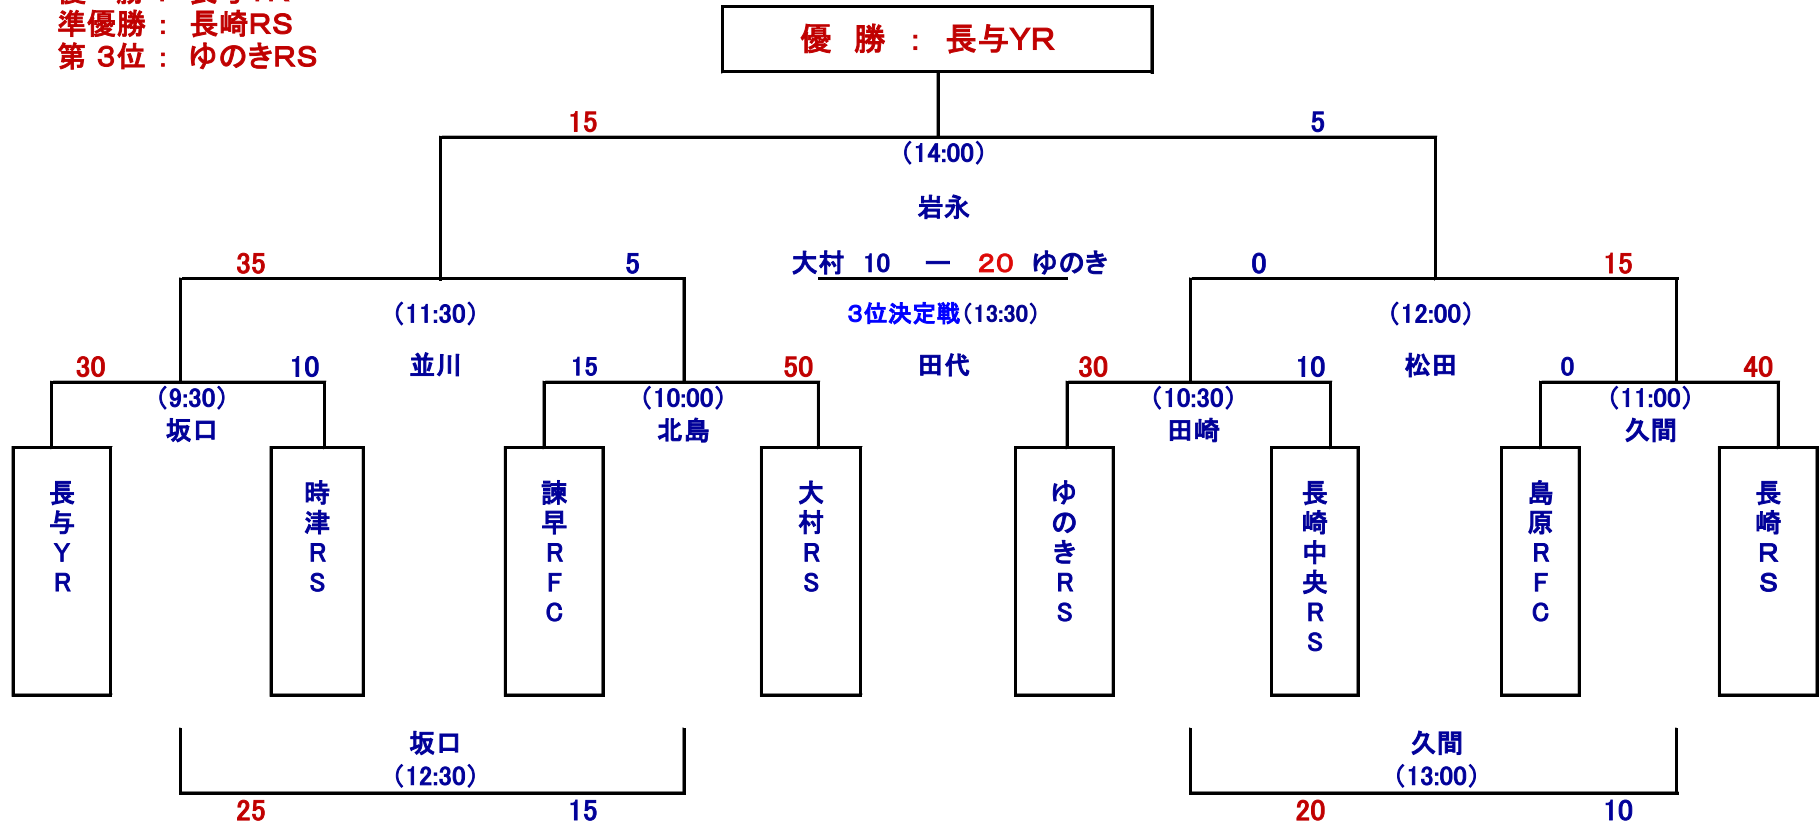 準優勝： 長崎RS
第 3位： ゆのきRS
優 勝 ： 長与YR
15
5
(14:00)
岩永
35
5
大村 10 ー 20 ゆのき
0
15
(11:30)
3位決定戦(13:30)
(12:00)
30
10
並川
15
50
田代
30
10
松田
0
40
(9:30)
(10:00)
(10:30)
(11:00)
坂口
北島
田崎
久間
長与YR
時津RS
諫早RFC
大村RS
ゆのきRS
長崎中央RS
島原RFC
長崎RS
坂口
久間
(12:30)
(13:00)
25
15
20
10